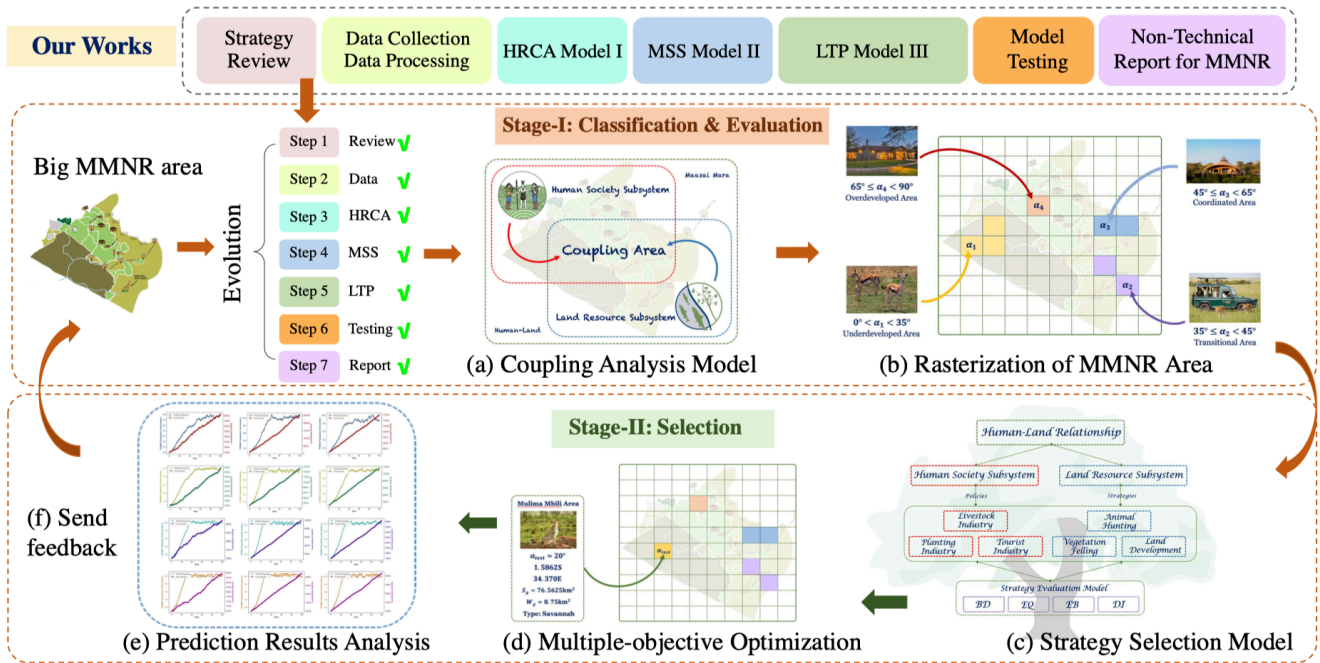 Our Works
Strategy
Review
Data Collection
Data Processing
HRCA Model I
MSS Model II
LTP Model III
Model
Testing
Non-Technical
Report for MMNR
Stage-I: Classification & Evaluation
Big MMNR area
Evolution
Step 1 Review √
Step 2 Data √
Step 3 HRCA √
Step 4 MSS √
Step 5 LTP √
Step 6 Testing √
Step 7 Report √
Maasai Mara
Human Society Subsystem
Coupling Area
Land Resource Subsystem
Human-Land
(a) Coupling Analysis Model
65° ≤ α₄ < 90°
Overdeveloped Area
45° ≤ α₃ < 65°
Coordinated Area
α₄
α₃
α₁
α₂
0° < α₁ < 35°
Underdeveloped Area
35° ≤ α₂ < 45°
Transitional Area
(b) Rasterization of MMNR Area
Stage-II: Selection
Human-Land Relationship
Human Society Subsystem
Land Resource Subsystem
Policies
Strategies
Livestock
Industry
Animal
Hunting
Planting
Industry
Tourist
Industry
Vegetation
Felling
Land
Development
Strategy Evaluation Model
BD EQ EB DI
(c) Strategy Selection Model
Mulima Mbili Area
α_test ≈ 20°
1.5862S
34.370E
S_g = 76.5625km²
W_g = 8.75km²
Type: Savannah
α_test
(d) Multiple-objective Optimization
(e) Prediction Results Analysis
(f) Send
feedback